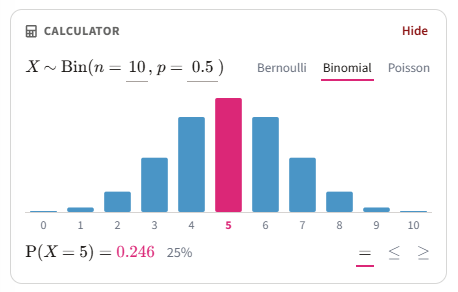 CALCULATOR Hide
X ∼ Bin(n = 10, p = 0.5) Bernoulli Binomial Poisson
0 1 2 3 4 5 6 7 8 9 10
P(X = 5) = 0.246 25% = ≤ ≥